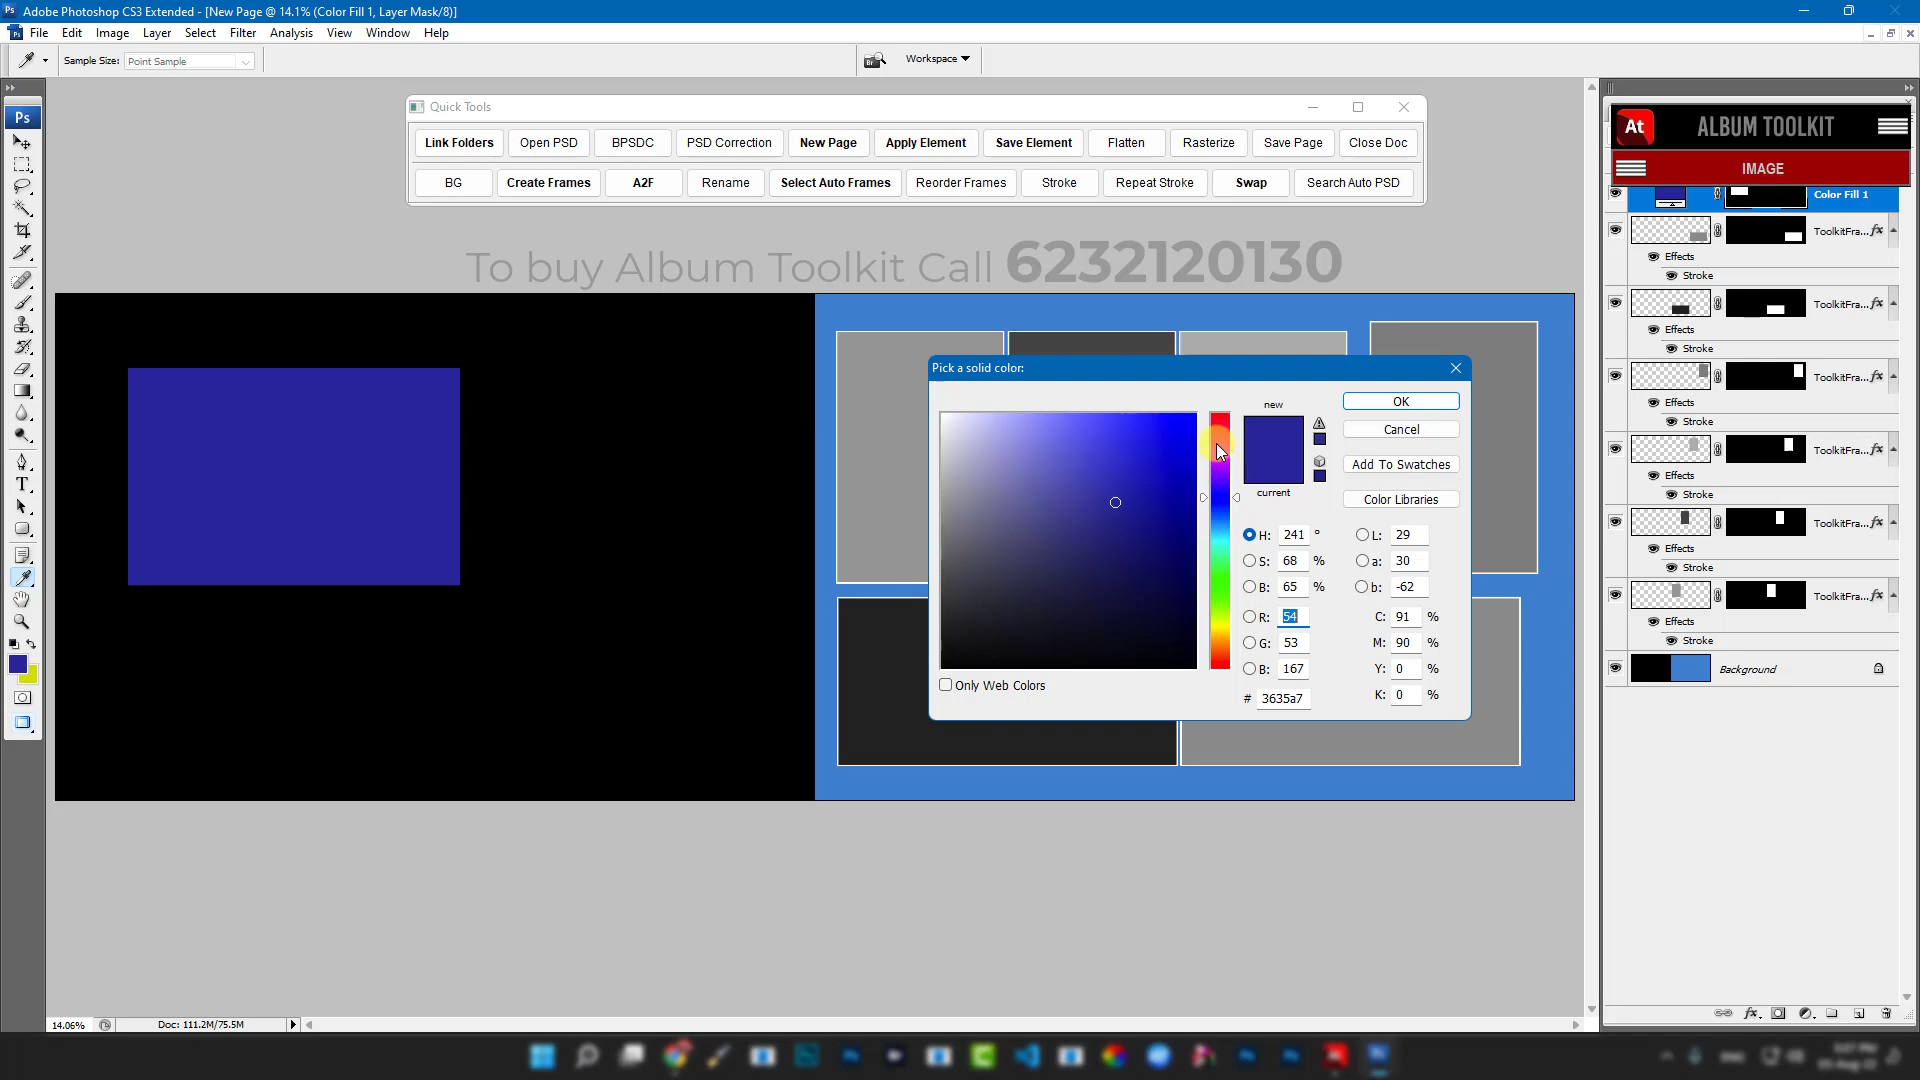 Adobe Photoshop CS3 Extended - [New Page @ 14.1% (Color Fill 1, Layer Mask/8)]
File Edit Image Layer Select Filter Analysis View Window Help
Sample Size: Point Sample Workspace
Quick Tools
Link Folders Open PSD BPSDC PSD Correction New Page Apply Element Save Element Flatten Rasterize Save Page Close Doc
BG Create Frames A2F Rename Select Auto Frames Reorder Frames Stroke Repeat Stroke Swap Search Auto PSD
To buy Album Toolkit Call 6232120130
Ps
At ALBUM TOOLKIT
IMAGE
Color Fill 1
ToolkitFra... fx
Effects
Stroke
ToolkitFra... fx
Effects
Stroke
ToolkitFra... fx
Effects
Stroke
ToolkitFra... fx
Effects
Stroke
ToolkitFra... fx
Effects
Stroke
ToolkitFra... fx
Effects
Stroke
Background
Pick a solid color:
new
current
OK
Cancel
Add To Swatches
Color Libraries
H: 241 ° L: 29
S: 68 % a: 30
B: 65 % b: -62
R: 54 C: 91 %
G: 53 M: 90 %
B: 167 Y: 0 %
# 3635a7 K: 0 %
Only Web Colors
14.06% Doc: 111.2M/75.5M